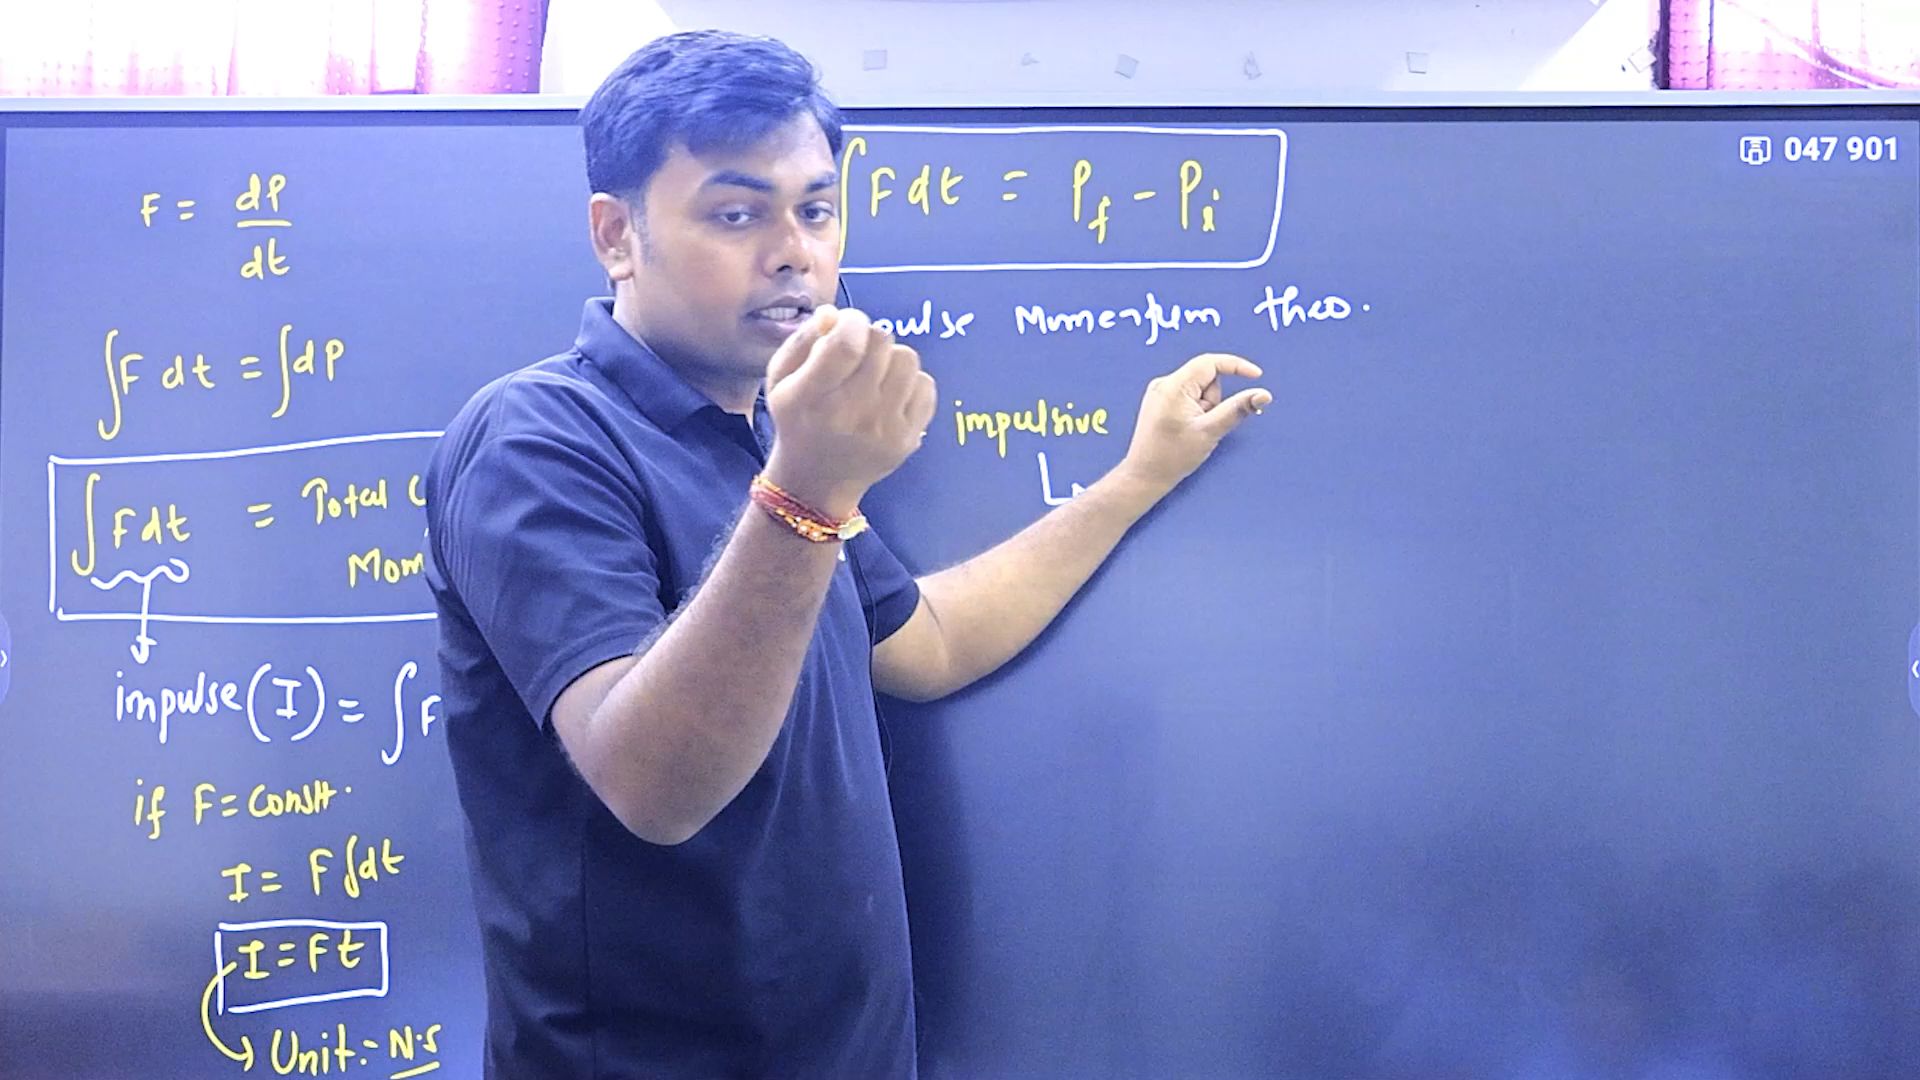 F = dP/dt
∫F dt = ∫dP
∫F dt = Total
Mom
impulse (I) = ∫F
if F = Const.
I = F ∫dt
I = Ft
Unit:- N·s
∫F dt = Pf - Pi
Momentum theo.
impulsive
047 901